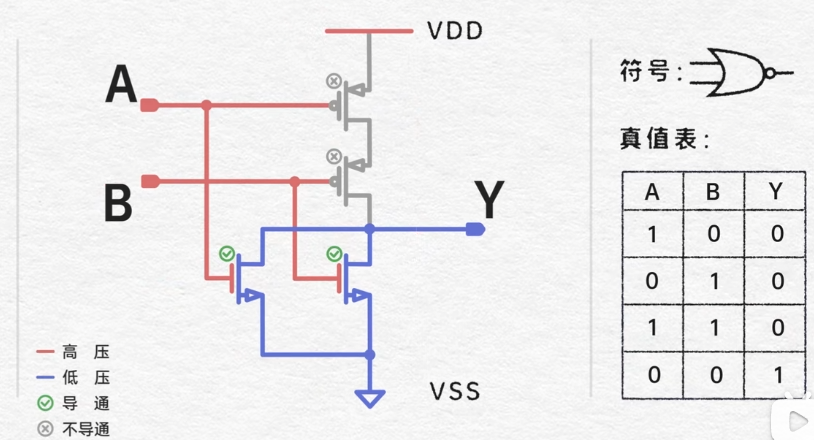 VDD
A
B
Y
VSS
高 压
低 压
导 通
不导通
符号:
真值表:
A B Y
1 0 0
0 1 0
1 1 0
0 0 1